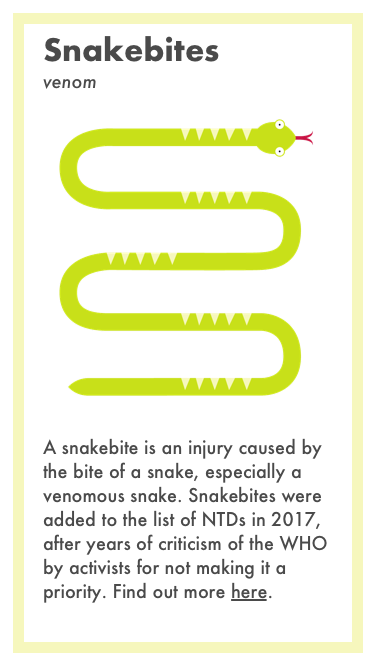 Snakebites
venom
A snakebite is an injury caused by
the bite of a snake, especially a
venomous snake. Snakebites were
added to the list of NTDs in 2017,
after years of criticism of the WHO
by activists for not making it a
priority. Find out more here.